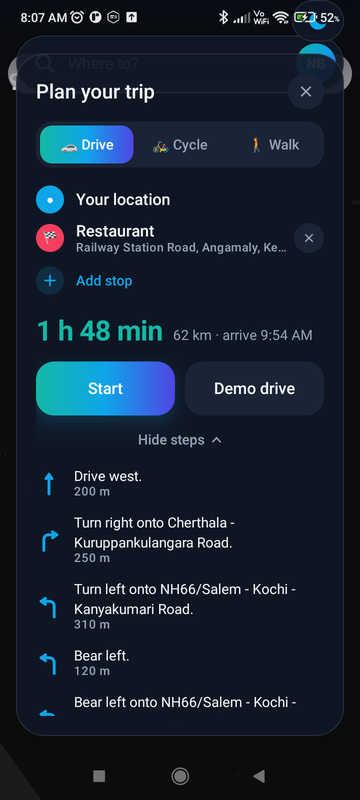 8:07 AM
Vo
WiFi
52%
Where to?
NB
Plan your trip
Drive
Cycle
Walk
Your location
Restaurant
Railway Station Road, Angamaly, Ke…
Add stop
1 h 48 min 62 km · arrive 9:54 AM
Start
Demo drive
Hide steps
Drive west.
200 m
Turn right onto Cherthala -
Kuruppankulangara Road.
250 m
Turn left onto NH66/Salem - Kochi -
Kanyakumari Road.
310 m
Bear left.
120 m
Bear left onto NH66/Salem - Kochi -